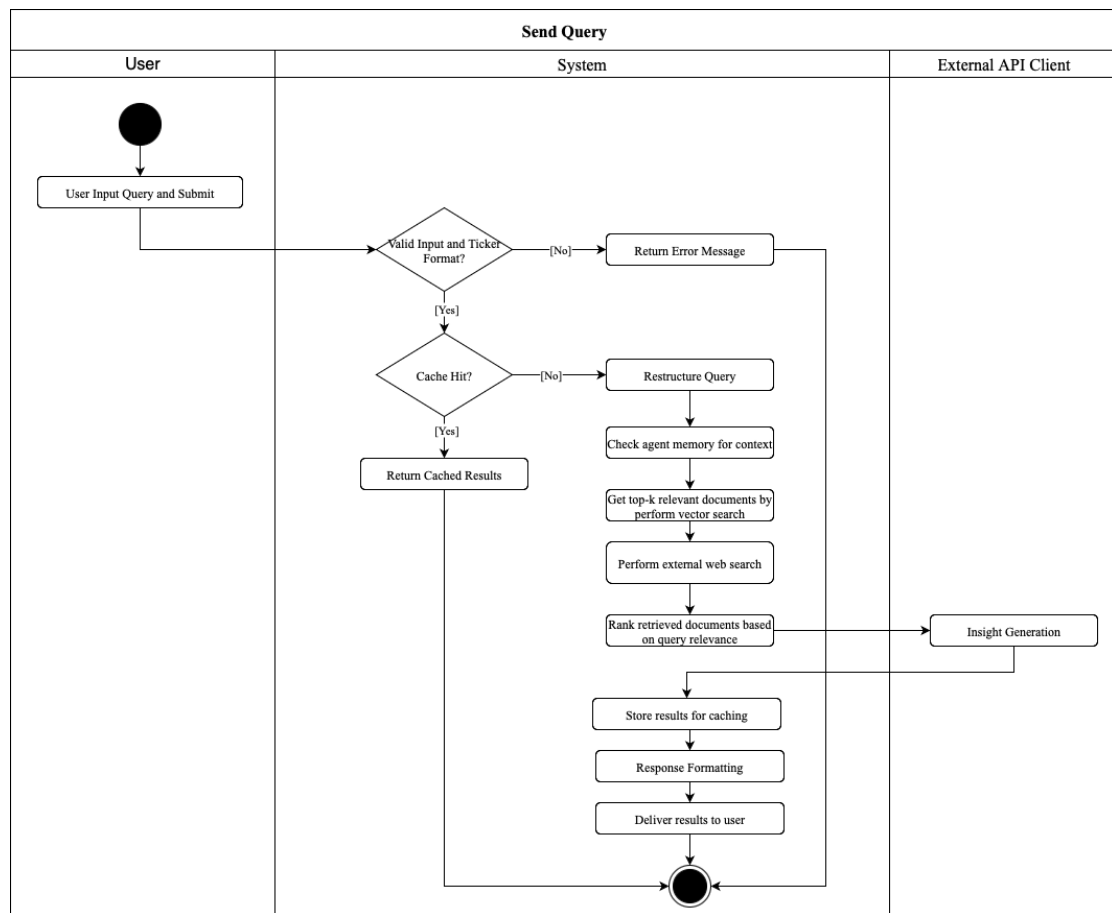 Send Query
User
System
External API Client
User Input Query and Submit
Valid Input and Ticker
Format?
[No]
Return Error Message
[Yes]
Cache Hit?
[No]
Restructure Query
[Yes]
Check agent memory for context
Return Cached Results
Get top-k relevant documents by
perform vector search
Perform external web search
Rank retrieved documents based
on query relevance
Insight Generation
Store results for caching
Response Formatting
Deliver results to user